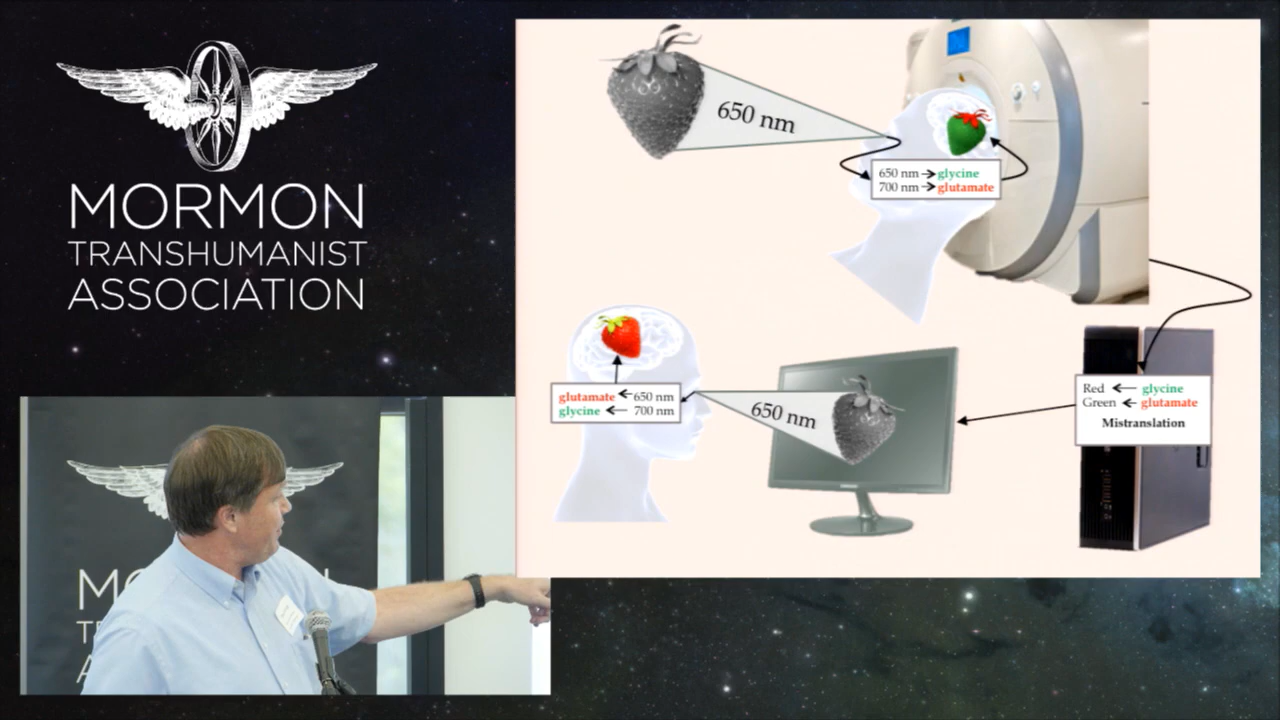 MORMON
TRANSHUMANIST
ASSOCIATION
650 nm
650 nm → glycine
700 nm → glutamate
glutamate ← 650 nm
glycine ← 700 nm
650 nm
Red ← glycine
Green ← glutamate
Mistranslation